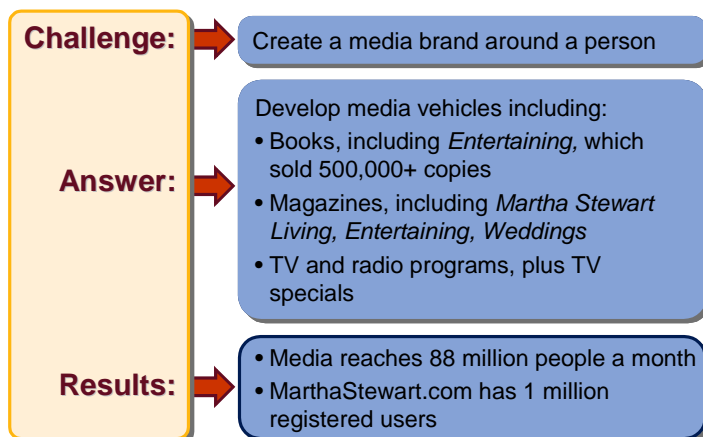 Challenge:
Create a media brand around a person
Answer:
Develop media vehicles including:
• Books, including Entertaining, which
sold 500,000+ copies
• Magazines, including Martha Stewart
Living, Entertaining, Weddings
• TV and radio programs, plus TV
specials
Results:
• Media reaches 88 million people a month
• MarthaStewart.com has 1 million
registered users